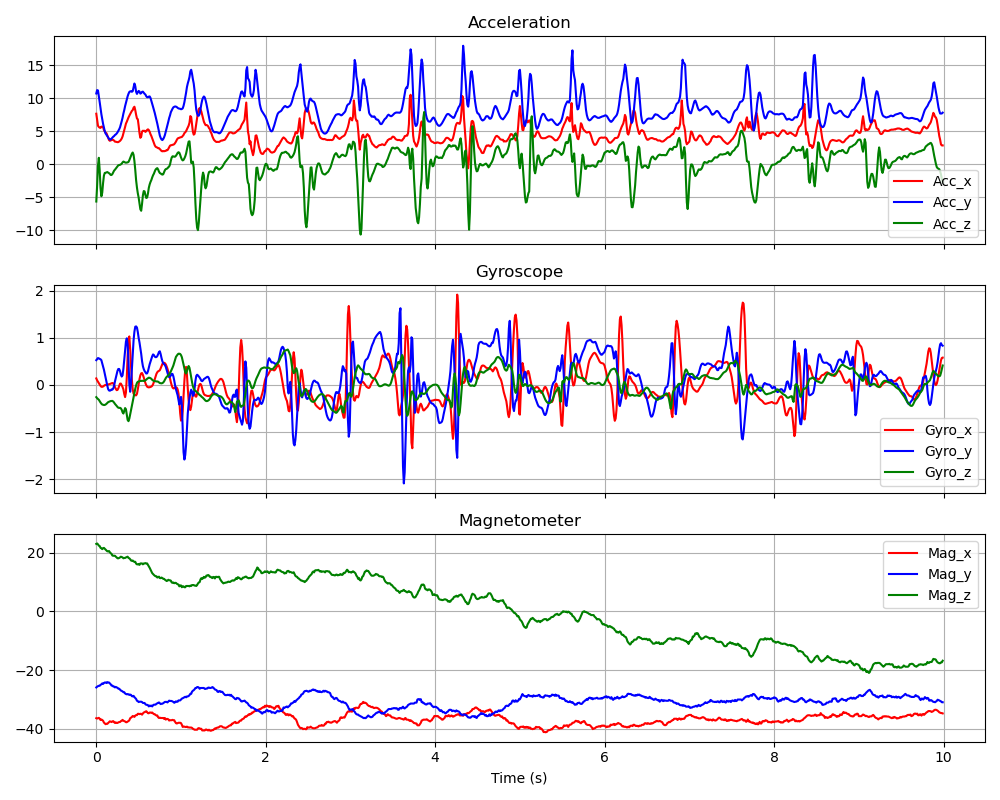 Acceleration
15
10
5
0
−5
−10
Acc_x
Acc_y
Acc_z
Gyroscope
2
1
0
−1
−2
Gyro_x
Gyro_y
Gyro_z
Magnetometer
20
0
−20
−40
Mag_x
Mag_y
Mag_z
0 2 4 6 8 10
Time (s)